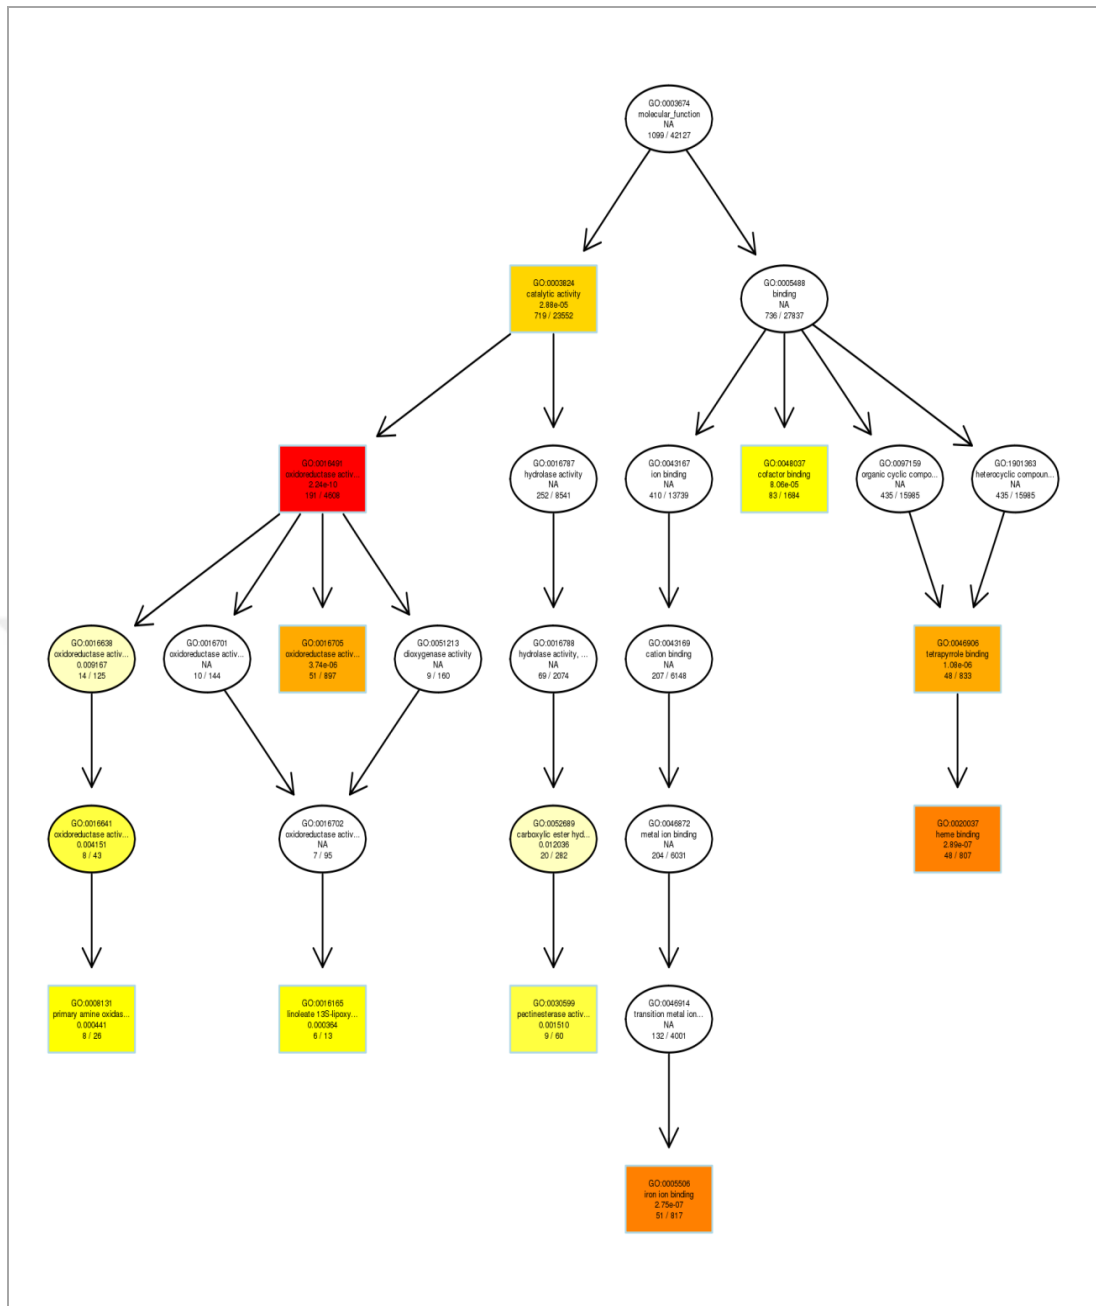 GO:0003674
molecular_function
NA
1099 / 42127
GO:0003824
catalytic activity
2.88e-05
719 / 23552
GO:0005488
binding
NA
736 / 27837
GO:0016491
oxidoreductase activ...
2.24e-10
191 / 4608
GO:0016787
hydrolase activity
NA
252 / 8541
GO:0043167
ion binding
NA
410 / 13739
GO:0048037
cofactor binding
8.06e-05
83 / 1684
GO:0097159
organic cyclic compo...
NA
435 / 15985
GO:1901363
heterocyclic compoun...
NA
435 / 15985
GO:0016638
oxidoreductase activ...
0.009167
14 / 125
GO:0016701
oxidoreductase activ...
NA
10 / 144
GO:0016705
oxidoreductase activ...
3.74e-06
51 / 897
GO:0051213
dioxygenase activity
NA
9 / 160
GO:0016788
hydrolase activity, ...
NA
69 / 2074
GO:0043169
cation binding
NA
207 / 6148
GO:0046906
tetrapyrrole binding
1.08e-06
48 / 833
GO:0016641
oxidoreductase activ...
0.004151
8 / 43
GO:0016702
oxidoreductase activ...
NA
7 / 95
GO:0052689
carboxylic ester hyd...
0.012036
20 / 282
GO:0046872
metal ion binding
NA
204 / 6031
GO:0020037
heme binding
2.89e-07
48 / 807
GO:0008131
primary amine oxidas...
0.000441
8 / 26
GO:0016165
linoleate 13S-lipoxy...
0.000364
6 / 13
GO:0030599
pectinesterase activ...
0.001510
9 / 60
GO:0046914
transition metal ion...
NA
132 / 4001
GO:0005506
iron ion binding
2.75e-07
51 / 817